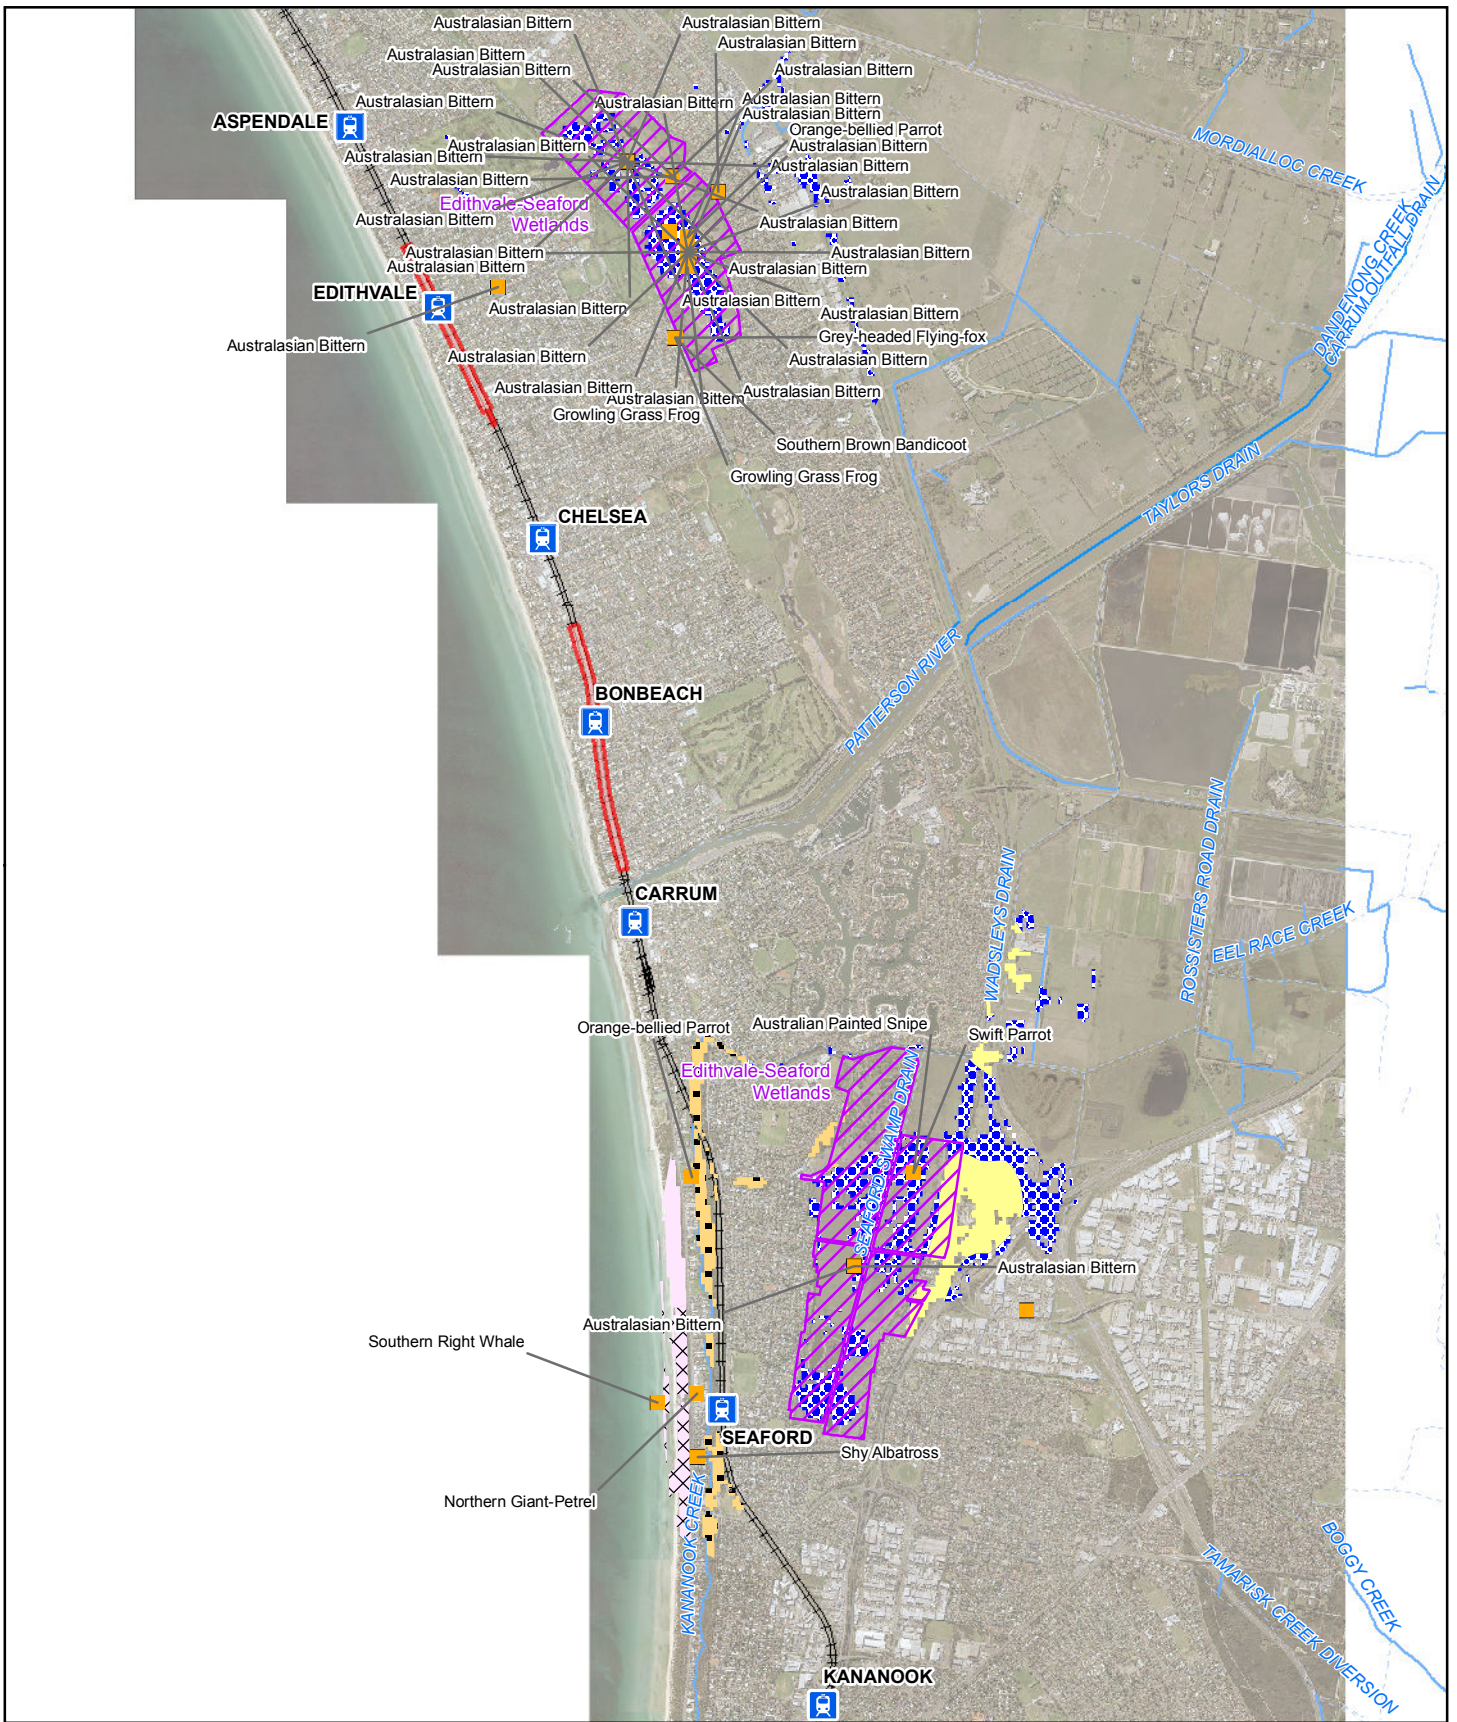 Australasian Bittern
Australasian Bittern
Australasian Bittern
Australasian Bittern
Australasian Bittern
Australasian Bittern
Australasian Bittern
Australasian Bittern
Australasian Bittern
Australasian Bittern
ASPENDALE
Australasian Bittern
Orange-bellied Parrot
MORDIALLOC CREEK
Australasian Bittern
Australasian Bittern
Australasian Bittern
Australasian Bittern
Australasian Bittern
Australasian Bittern
Edithvale-Seaford
Wetlands
Australasian Bittern
Australasian Bittern
Australasian Bittern
Australasian Bittern
Australasian Bittern
Australasian Bittern
DANDENONG CREEK
CARRUM OUTFALL DRAIN
EDITHVALE
Australasian Bittern
Australasian Bittern
Australasian Bittern
Grey-headed Flying-fox
Australasian Bittern
Australasian Bittern
Australasian Bittern
Australasian Bittern
Australasian Bittern
Australasian Bittern
Growling Grass Frog
Southern Brown Bandicoot
Growling Grass Frog
TAYLORS DRAIN
CHELSEA
PATTERSON RIVER
BONBEACH
ROSSISTERS ROAD DRAIN
WADSLEYS DRAIN
CARRUM
EEL RACE CREEK
Orange-bellied Parrot
Australian Painted Snipe
Swift Parrot
Edithvale-Seaford
Wetlands
SEAFORD SWAMP DRAIN
Australasian Bittern
Australasian Bittern
Southern Right Whale
SEAFORD
Shy Albatross
Northern Giant-Petrel
KANANOOK CREEK
BOGGY CREEK
TAMARISK CREEK DIVERSION
KANANOOK